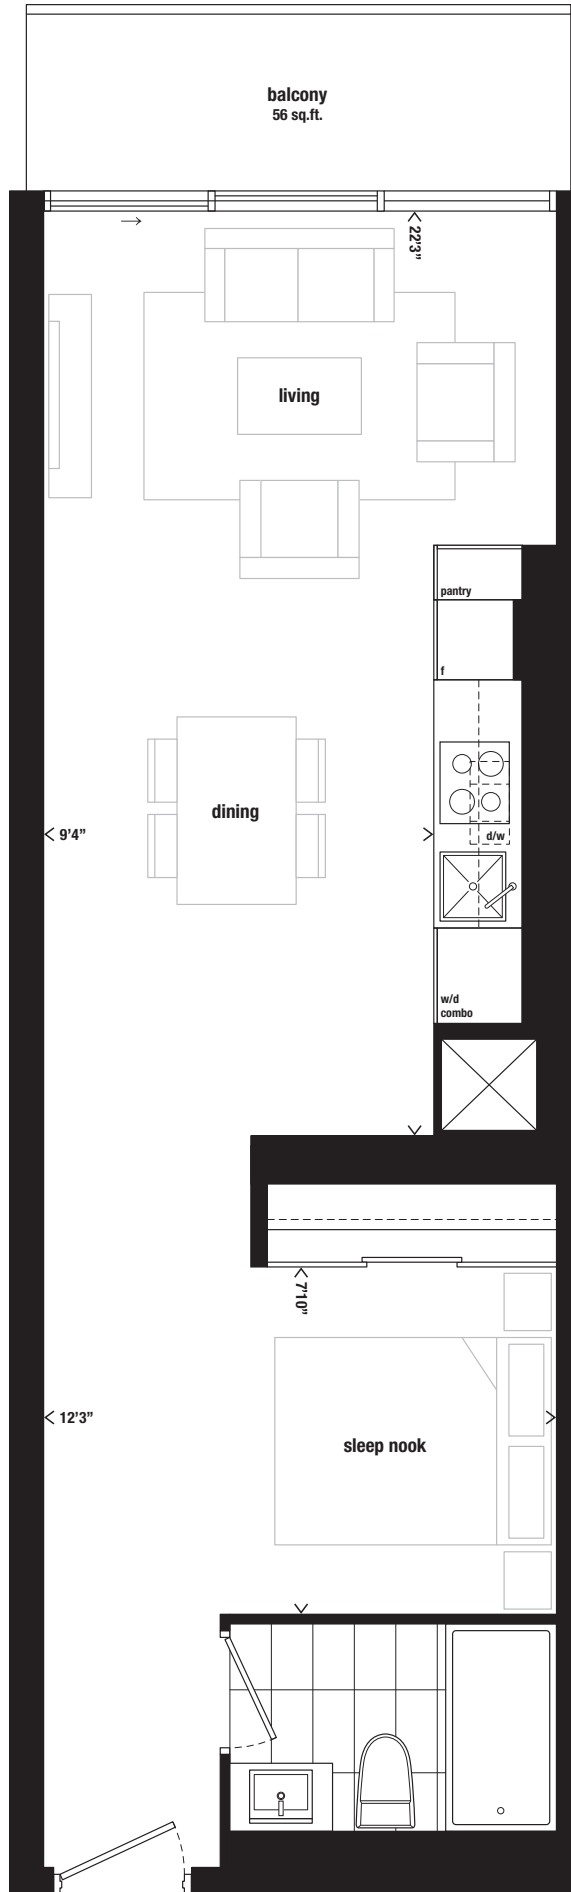 balcony
56 sq.ft.
22'3”
living
pantry
f
dining
d/w
9'4”
w/d
combo
7'10”
12'3”
sleep nook